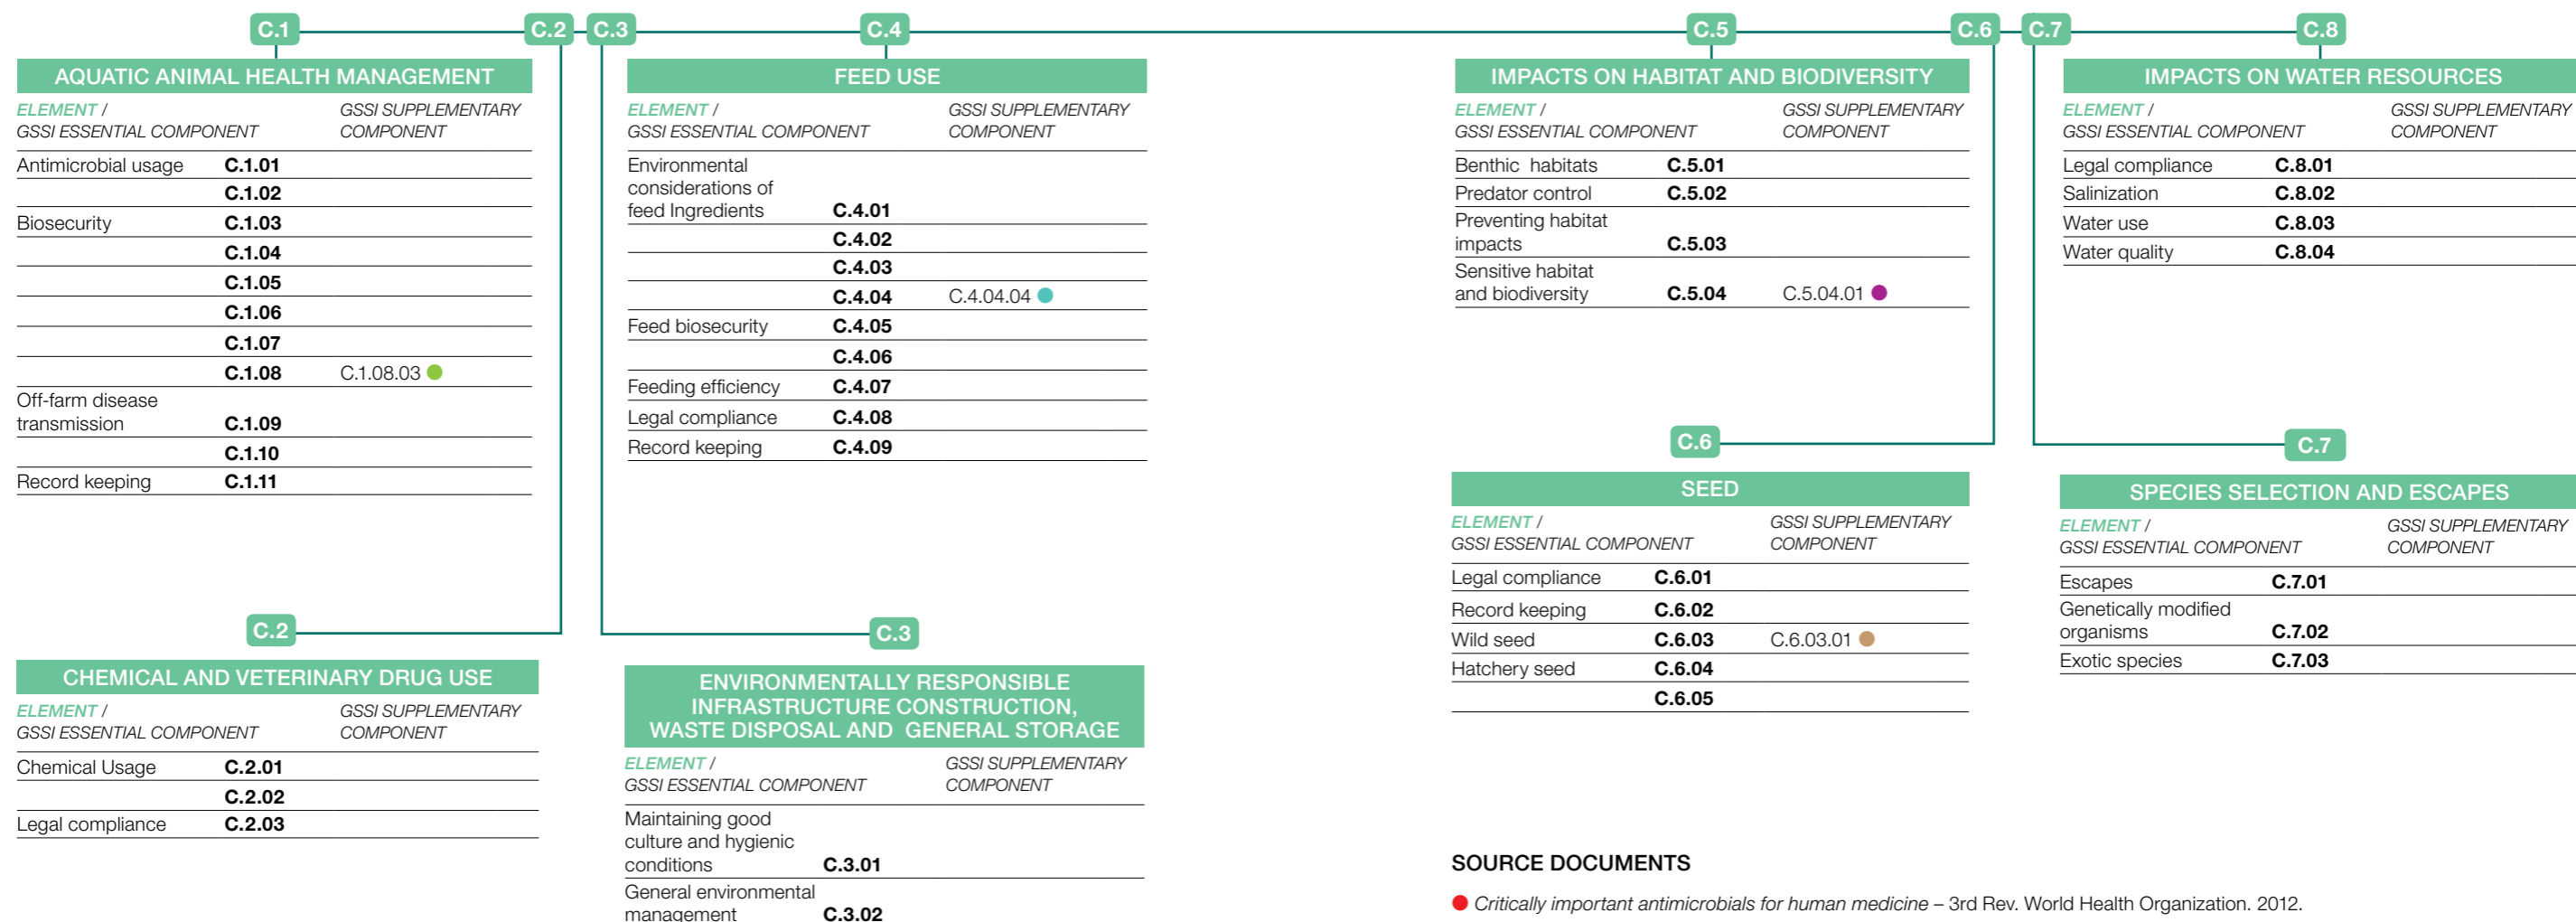 C.1 C.2 C.3 C.4 C.5 C.6 C.7 C.8
AQUATIC ANIMAL HEALTH MANAGEMENT
ELEMENT / GSSI SUPPLEMENTARY
GSSI ESSENTIAL COMPONENT COMPONENT
Antimicrobial usage C.1.01
C.1.02
Biosecurity C.1.03
C.1.04
C.1.05
C.1.06
C.1.07
C.1.08 C.1.08.03
Off-farm disease
transmission C.1.09
C.1.10
Record keeping C.1.11
C.2
CHEMICAL AND VETERINARY DRUG USE
ELEMENT / GSSI SUPPLEMENTARY
GSSI ESSENTIAL COMPONENT COMPONENT
Chemical Usage C.2.01
C.2.02
Legal compliance C.2.03
FEED USE
ELEMENT / GSSI SUPPLEMENTARY
GSSI ESSENTIAL COMPONENT COMPONENT
Environmental
considerations of
feed Ingredients C.4.01
C.4.02
C.4.03
C.4.04 C.4.04.04
Feed biosecurity C.4.05
C.4.06
Feeding efficiency C.4.07
Legal compliance C.4.08
Record keeping C.4.09
C.3
ENVIRONMENTALLY RESPONSIBLE
INFRASTRUCTURE CONSTRUCTION,
WASTE DISPOSAL AND GENERAL STORAGE
ELEMENT / GSSI SUPPLEMENTARY
GSSI ESSENTIAL COMPONENT COMPONENT
Maintaining good
culture and hygienic
conditions C.3.01
General environmental
management C.3.02
IMPACTS ON HABITAT AND BIODIVERSITY
ELEMENT / GSSI SUPPLEMENTARY
GSSI ESSENTIAL COMPONENT COMPONENT
Benthic habitats C.5.01
Predator control C.5.02
Preventing habitat
impacts C.5.03
Sensitive habitat
and biodiversity C.5.04 C.5.04.01
C.6
SEED
ELEMENT / GSSI SUPPLEMENTARY
GSSI ESSENTIAL COMPONENT COMPONENT
Legal compliance C.6.01
Record keeping C.6.02
Wild seed C.6.03 C.6.03.01
Hatchery seed C.6.04
C.6.05
IMPACTS ON WATER RESOURCES
ELEMENT / GSSI SUPPLEMENTARY
GSSI ESSENTIAL COMPONENT COMPONENT
Legal compliance C.8.01
Salinization C.8.02
Water use C.8.03
Water quality C.8.04
C.7
SPECIES SELECTION AND ESCAPES
ELEMENT / GSSI SUPPLEMENTARY
GSSI ESSENTIAL COMPONENT COMPONENT
Escapes C.7.01
Genetically modified
organisms C.7.02
Exotic species C.7.03
SOURCE DOCUMENTS
Critically important antimicrobials for human medicine – 3rd Rev. World Health Organization. 2012.